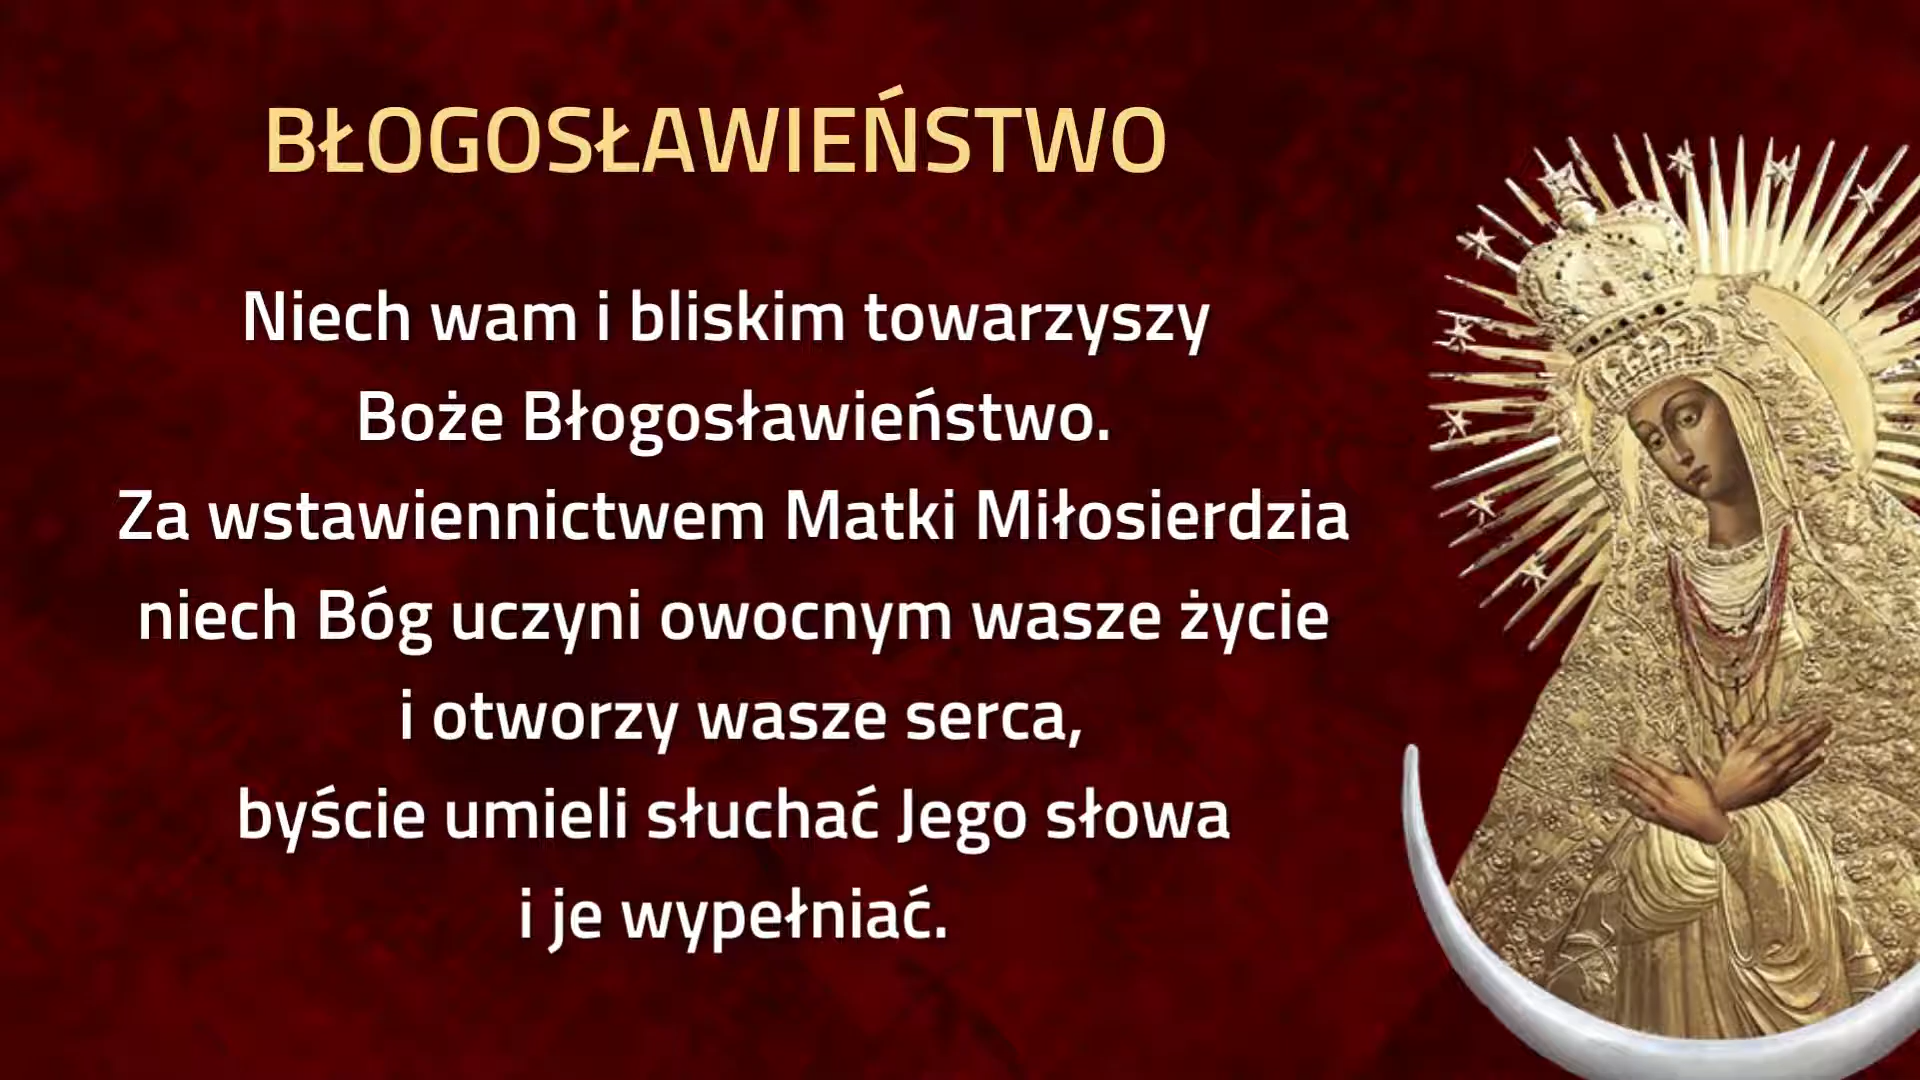 BŁOGOSŁAWIEŃSTWO
Niech wam i bliskim towarzyszy
Boże Błogosławieństwo.
Za wstawiennictwem Matki Miłosierdzia
niech Bóg uczyni owocnym wasze życie
i otworzy wasze serca,
byście umieli słuchać Jego słowa
i je wypełniać.